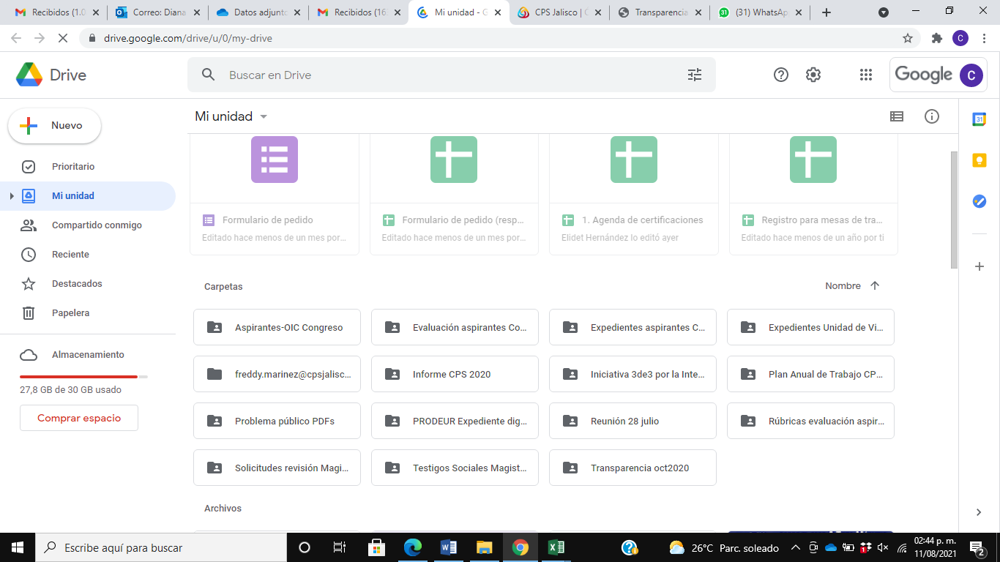 Recibidos (1.0
Correo: Diana
Datos adjunto
Recibidos (16
Mi unidad - G
CPS Jalisco | C
Transparencia
(31) WhatsAp
drive.google.com/drive/u/0/my-drive
C
Drive
Buscar en Drive
Google
C
Nuevo
Mi unidad
31
Prioritario
Mi unidad
Compartido conmigo
Reciente
Destacados
Papelera
Almacenamiento
27,8 GB de 30 GB usado
Comprar espacio
Formulario de pedido
Editado hace menos de un mes por...
Formulario de pedido (resp...
Editado hace menos de un mes por...
1. Agenda de certificaciones
Elidet Hernández lo editó ayer
Registro para mesas de tra...
Editado hace menos de un año por ti
Carpetas
Nombre
Aspirantes-OIC Congreso
Evaluación aspirantes Co...
Expedientes aspirantes C...
Expedientes Unidad de Vi...
freddy.marinez@cpsjalisc...
Informe CPS 2020
Iniciativa 3de3 por la Inte...
Plan Anual de Trabajo CP...
Problema público PDFs
PRODEUR Expediente dig...
Reunión 28 julio
Rúbricas evaluación aspir...
Solicitudes revisión Magi...
Testigos Sociales Magist...
Transparencia oct2020
Archivos
Escribe aquí para buscar
26°C Parc. soleado
02:44 p. m.
11/08/2021
2